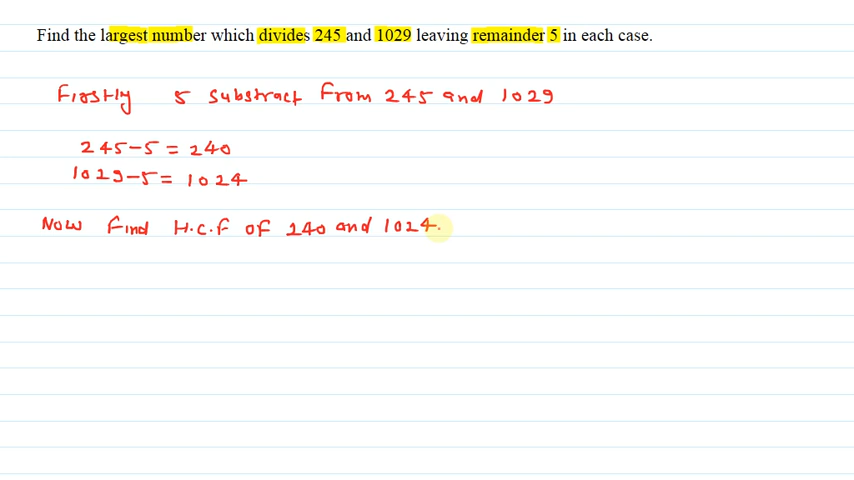 Find the largest number which divides 245 and 1029 leaving remainder 5 in each case.
Firstly 5 substract from 245 and 1029
245-5 = 240
1029-5 = 1024
Now find H.C.F of 240 and 1024.